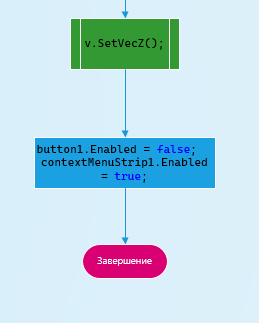 v.SetVecZ();
button1.Enabled = false;
contextMenuStrip1.Enabled
= true;
Завершение